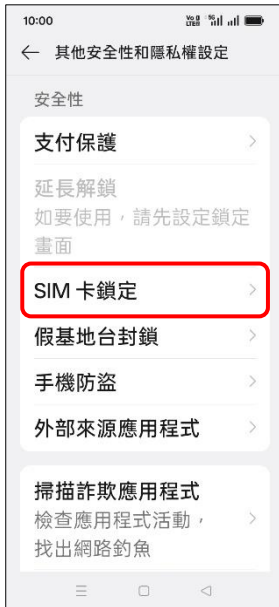 10:00
5G
其他安全性和隱私權設定
安全性
支付保護
延長解鎖
如要使用，請先設定鎖定
畫面
SIM 卡鎖定
假基地台封鎖
手機防盜
外部來源應用程式
掃描詐欺應用程式
檢查應用程式活動，
找出網路釣魚